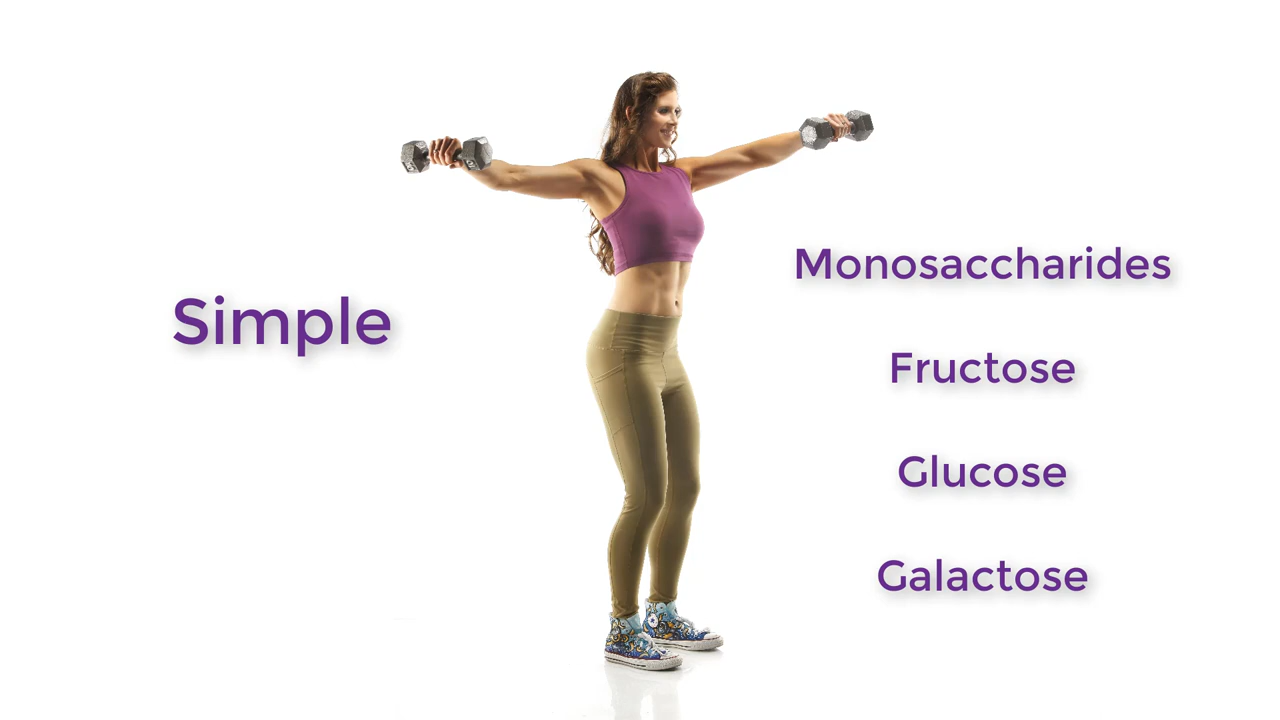 Simple
Monosaccharides
Fructose
Glucose
Galactose